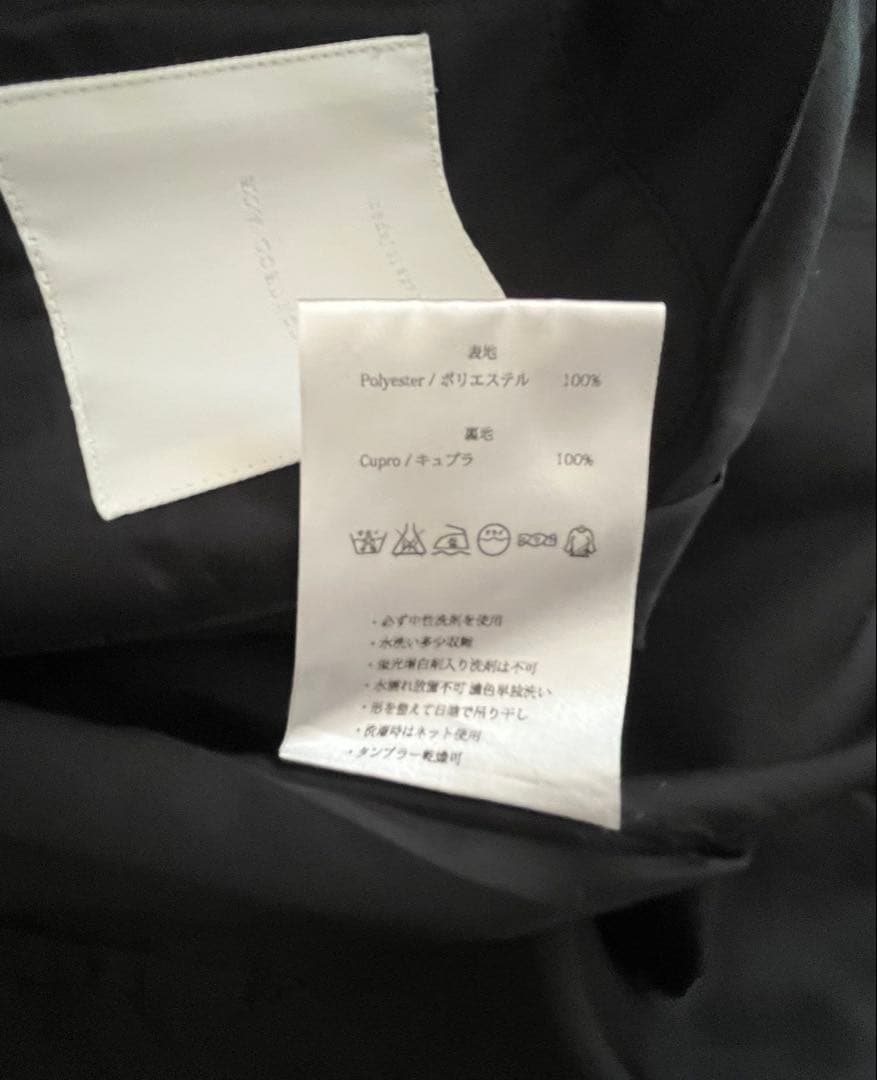 表地
Polyester / ポリエステル 100%
裏地
Cupro / キュプラ 100%
・必ず中性洗剤を使用
・水洗い多少収縮
・蛍光増白剤入り洗剤は不可
・水濡れ放置不可 濃色単独洗い
・形を整えて日陰で吊り干し
・洗濯時はネット使用
・タンブラー乾燥可